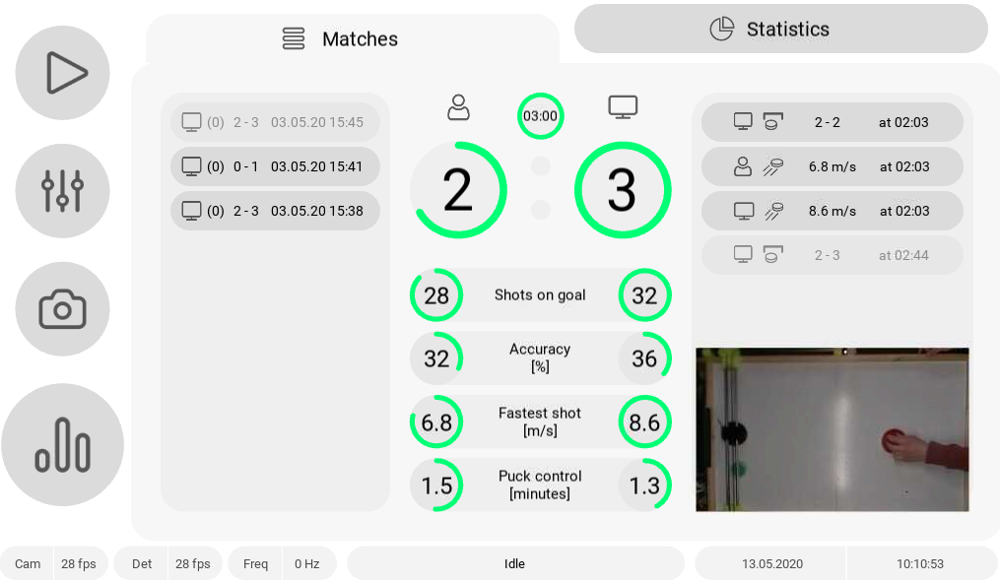 Matches
Statistics
(0) 2 - 3 03.05.20 15:45
(0) 0 - 1 03.05.20 15:41
(0) 2 - 3 03.05.20 15:38
03:00
2
3
28 Shots on goal 32
32 Accuracy [%] 36
6.8 Fastest shot [m/s] 8.6
1.5 Puck control [minutes] 1.3
2 - 2 at 02:03
6.8 m/s at 02:03
8.6 m/s at 02:03
2 - 3 at 02:44
Cam 28 fps Det 28 fps Freq 0 Hz Idle 13.05.2020 10:10:53